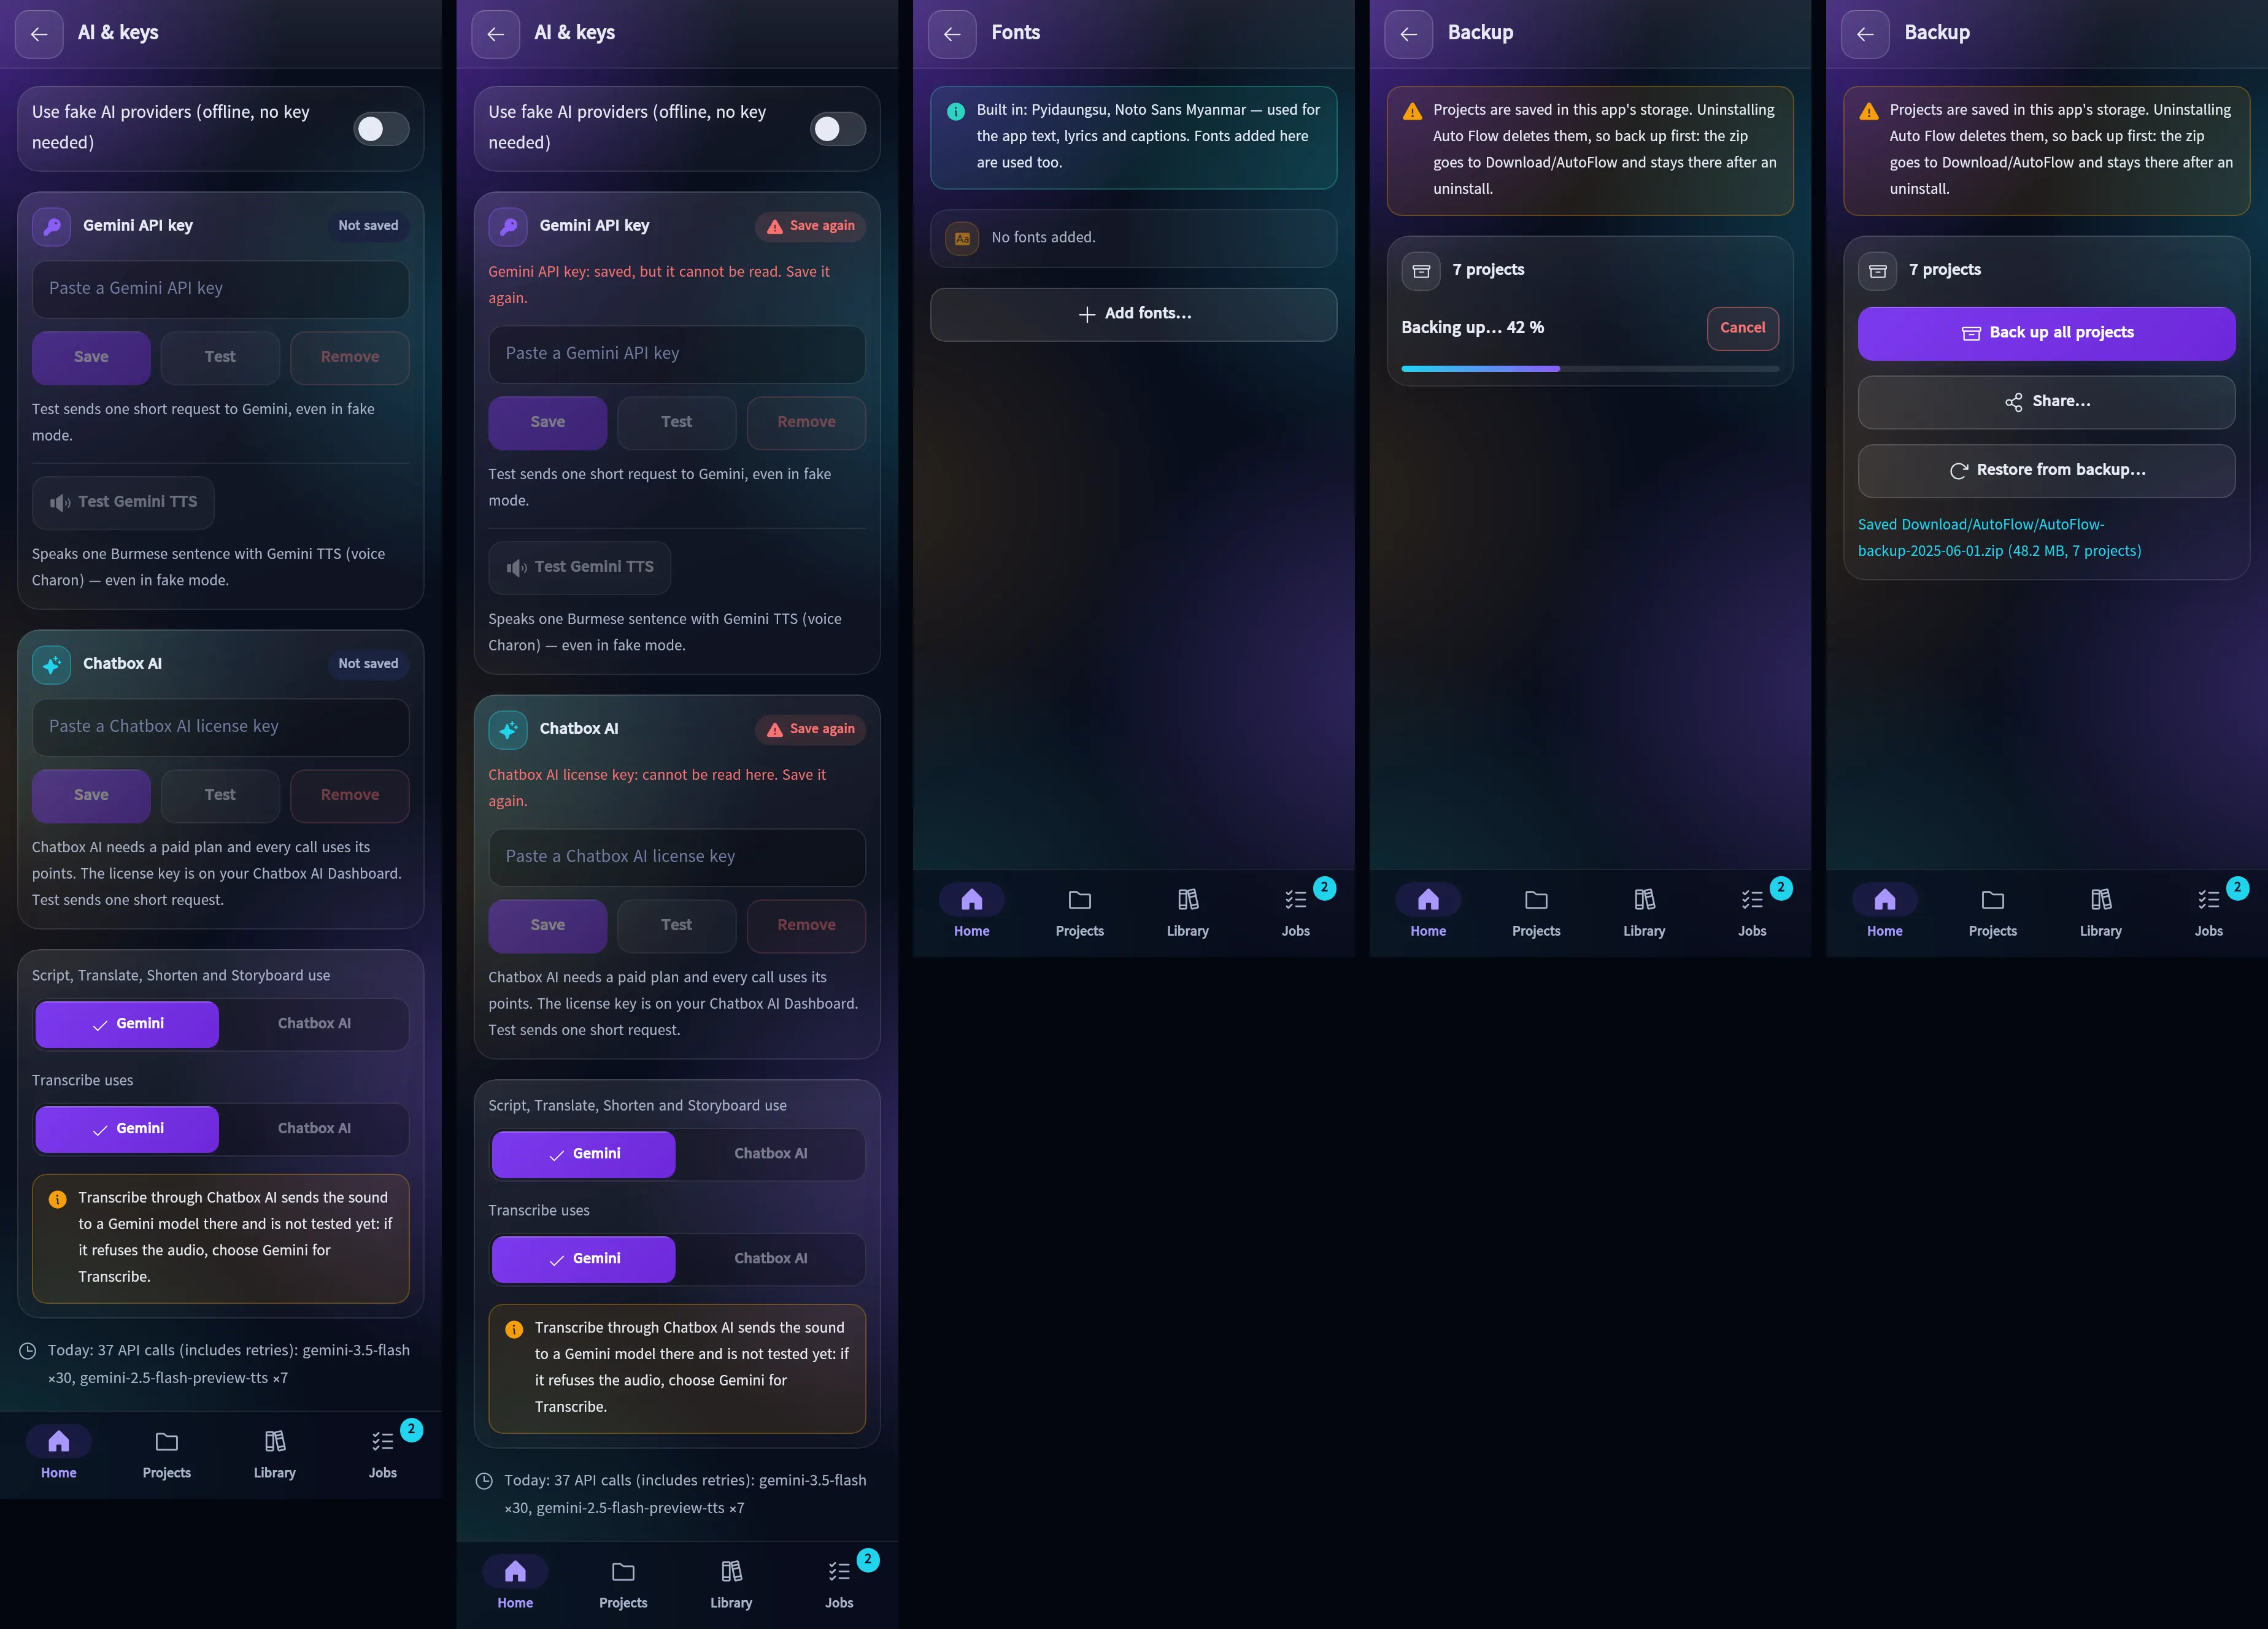 AI & keys
Use fake AI providers (offline, no key
needed)
Gemini API key
Not saved
Paste a Gemini API key
Save
Test
Remove
Test sends one short request to Gemini, even in fake
mode.
Test Gemini TTS
Speaks one Burmese sentence with Gemini TTS (voice
Charon) — even in fake mode.
Chatbox AI
Not saved
Paste a Chatbox AI license key
Save
Test
Remove
Chatbox AI needs a paid plan and every call uses its
points. The license key is on your Chatbox AI Dashboard.
Test sends one short request.
Script, Translate, Shorten and Storyboard use
Gemini
Chatbox AI
Transcribe uses
Gemini
Chatbox AI
Transcribe through Chatbox AI sends the sound
to a Gemini model there and is not tested yet: if
it refuses the audio, choose Gemini for
Transcribe.
Today: 37 API calls (includes retries): gemini-3.5-flash
×30, gemini-2.5-flash-preview-tts ×7
2
Home
Projects
Library
Jobs
AI & keys
Use fake AI providers (offline, no key
needed)
Gemini API key
Save again
Gemini API key: saved, but it cannot be read. Save it
again.
Paste a Gemini API key
Save
Test
Remove
Test sends one short request to Gemini, even in fake
mode.
Test Gemini TTS
Speaks one Burmese sentence with Gemini TTS (voice
Charon) — even in fake mode.
Chatbox AI
Save again
Chatbox AI license key: cannot be read here. Save it
again.
Paste a Chatbox AI license key
Save
Test
Remove
Chatbox AI needs a paid plan and every call uses its
points. The license key is on your Chatbox AI Dashboard.
Test sends one short request.
Script, Translate, Shorten and Storyboard use
Gemini
Chatbox AI
Transcribe uses
Gemini
Chatbox AI
Transcribe through Chatbox AI sends the sound
to a Gemini model there and is not tested yet: if
it refuses the audio, choose Gemini for
Transcribe.
Today: 37 API calls (includes retries): gemini-3.5-flash
×30, gemini-2.5-flash-preview-tts ×7
2
Home
Projects
Library
Jobs
Fonts
Built in: Pyidaungsu, Noto Sans Myanmar — used for
the app text, lyrics and captions. Fonts added here
are used too.
Aa
No fonts added.
Add fonts…
2
Home
Projects
Library
Jobs
Backup
Projects are saved in this app's storage. Uninstalling
Auto Flow deletes them, so back up first: the zip
goes to Download/AutoFlow and stays there after an
uninstall.
7 projects
Backing up… 42 %
Cancel
2
Home
Projects
Library
Jobs
Backup
Projects are saved in this app's storage. Uninstalling
Auto Flow deletes them, so back up first: the zip
goes to Download/AutoFlow and stays there after an
uninstall.
7 projects
Back up all projects
Share…
Restore from backup…
Saved Download/AutoFlow/AutoFlow-
backup-2025-06-01.zip (48.2 MB, 7 projects)
2
Home
Projects
Library
Jobs